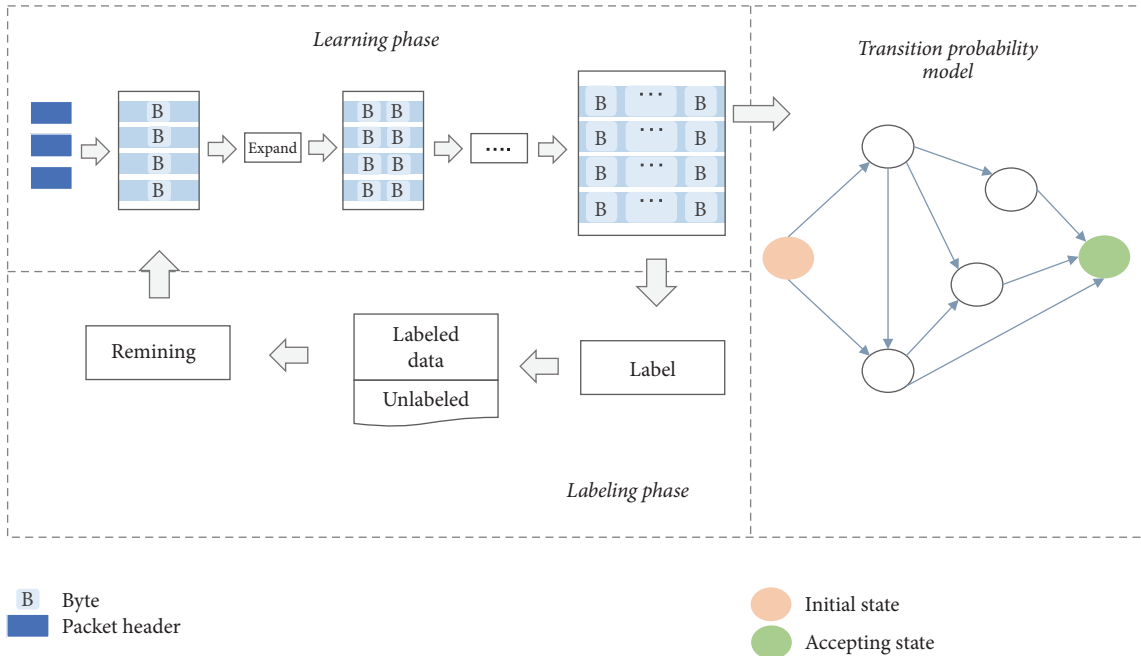 Learning phase
Transition probability
model
B
B
B
B
Expand
B B
B B
B B
B B
....
B ... B
B ... B
B ... B
B ... B
Remining
Labeled
data
Unlabeled
Label
Labeling phase
B Byte
Packet header
Initial state
Accepting state